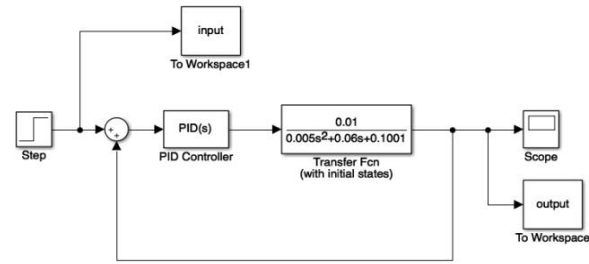 input
To Workspace1
Step
+
+
PID(s)
PID Controller
0.01
0.005s²+0.06s+0.1001
Transfer Fcn
(with initial states)
Scope
output
To Workspace